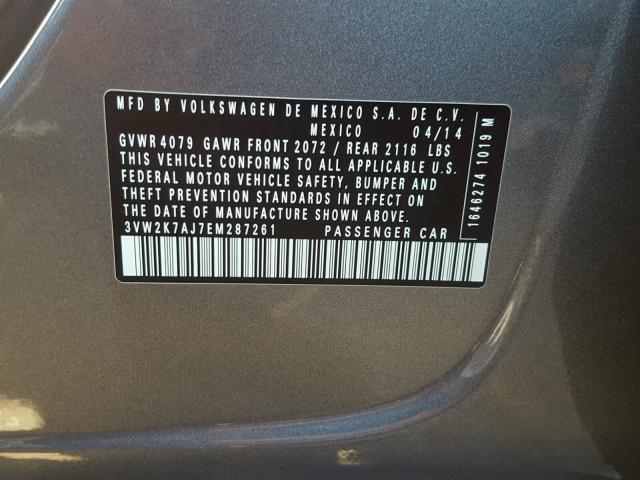 MFD BY VOLKSWAGEN DE MEXICO S.A. DE C.V.
MEXICO 04/14
GVWR 4079 GAWR FRONT 2072 / REAR 2116 LBS
THIS VEHICLE CONFORMS TO ALL APPLICABLE U.S.
FEDERAL MOTOR VEHICLE SAFETY, BUMPER AND
THEFT PREVENTION STANDARDS IN EFFECT ON
THE DATE OF MANUFACTURE SHOWN ABOVE.
3VW2K7AJ7EM287261 PASSENGER CAR
1646274 1019 M